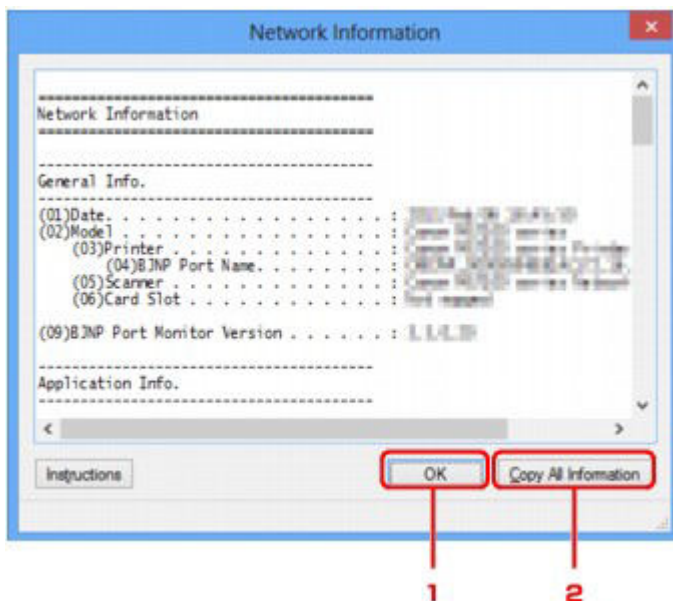 Network Information
========================================
Network Information
========================================
----------------------------------------
General Info.
----------------------------------------
(01)Date. . . . . . . . . . . . . . . . . :
(02)Model . . . . . . . . . . . . . . . . :
(03)Printer . . . . . . . . . . . . . :
(04)BJNP Port Name. . . . . . . . :
(05)Scanner . . . . . . . . . . . . . :
(06)Card Slot . . . . . . . . . . . . :
(09)BJNP Port Monitor Version . . . . . . :
----------------------------------------
Application Info.
----------------------------------------
Instructions OK Copy All Information
1 2